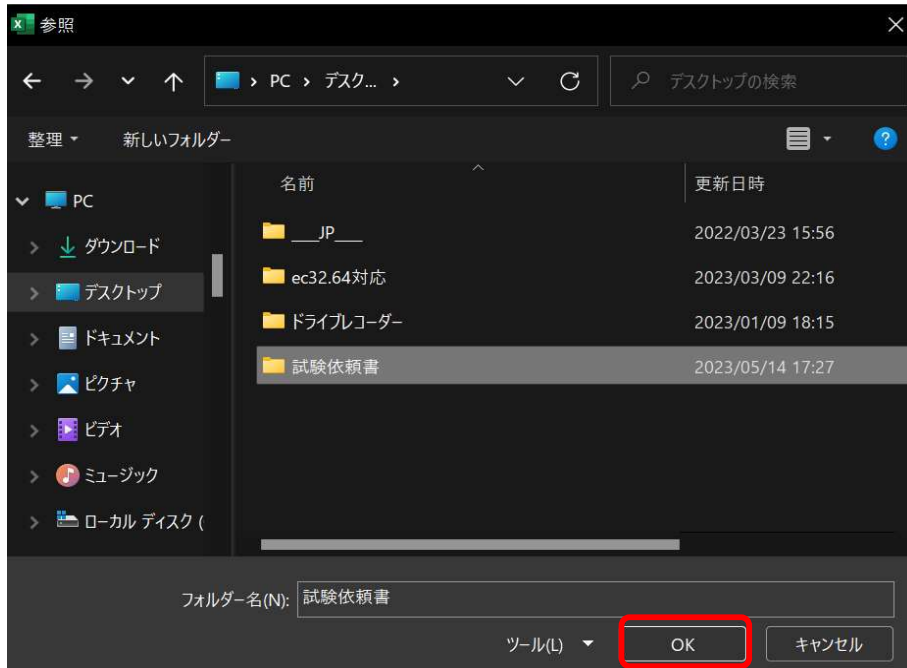 参照
PC > デスク... >
デスクトップの検索
整理
新しいフォルダー
名前
更新日時
PC
ダウンロード
デスクトップ
ドキュメント
ピクチャ
ビデオ
ミュージック
ローカル ディスク (
___JP___ 2022/03/23 15:56
ec32.64対応 2023/03/09 22:16
ドライブレコーダー 2023/01/09 18:15
試験依頼書 2023/05/14 17:27
フォルダー名(N): 試験依頼書
ツール(L) OK キャンセル